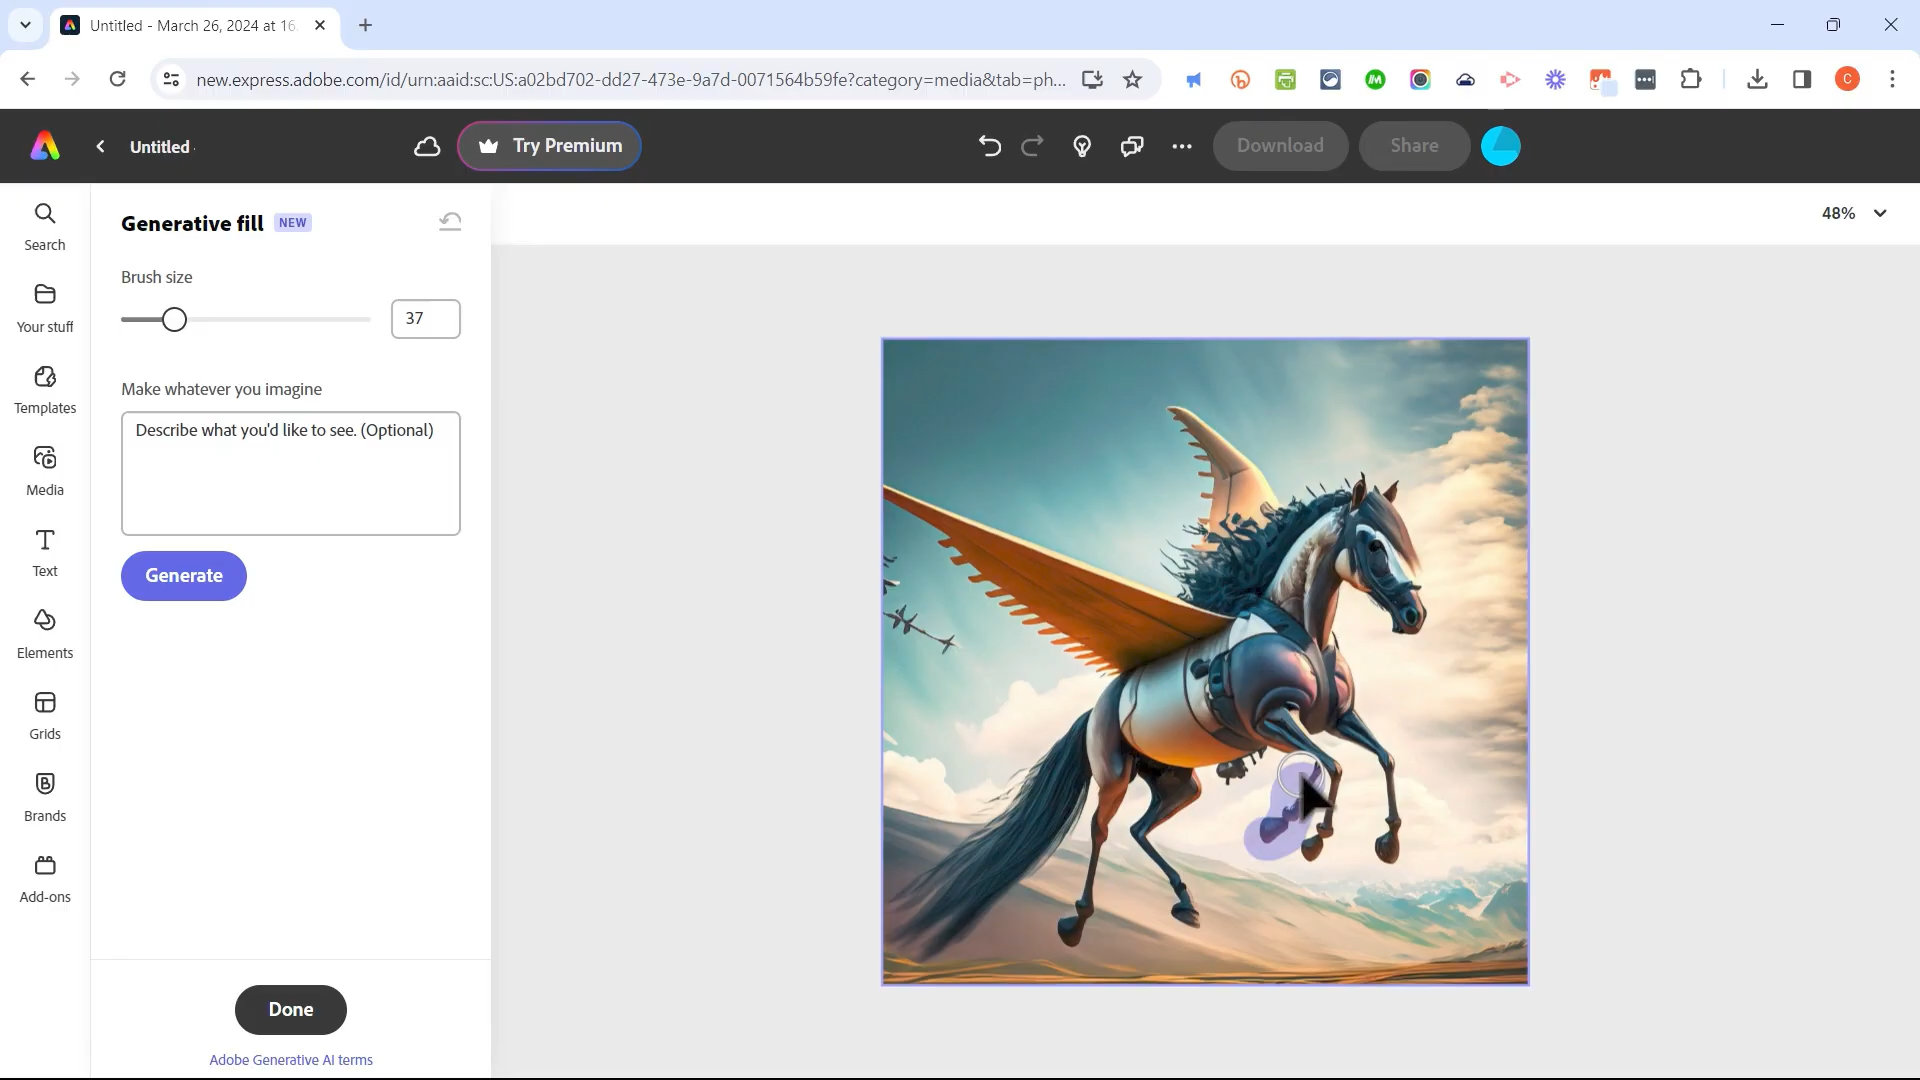 Untitled - March 26, 2024 at 16
new.express.adobe.com/id/urn:aaid:sc:US:a02bd702-dd27-473e-9a7d-0071564b59fe?category=media&tab=ph...
C
Untitled
Try Premium
Download
Share
Search
Your stuff
Templates
Media
Text
Elements
Grids
Brands
Add-ons
Generative fill NEW
Brush size
37
Make whatever you imagine
Describe what you'd like to see. (Optional)
Generate
Done
Adobe Generative AI terms
48%